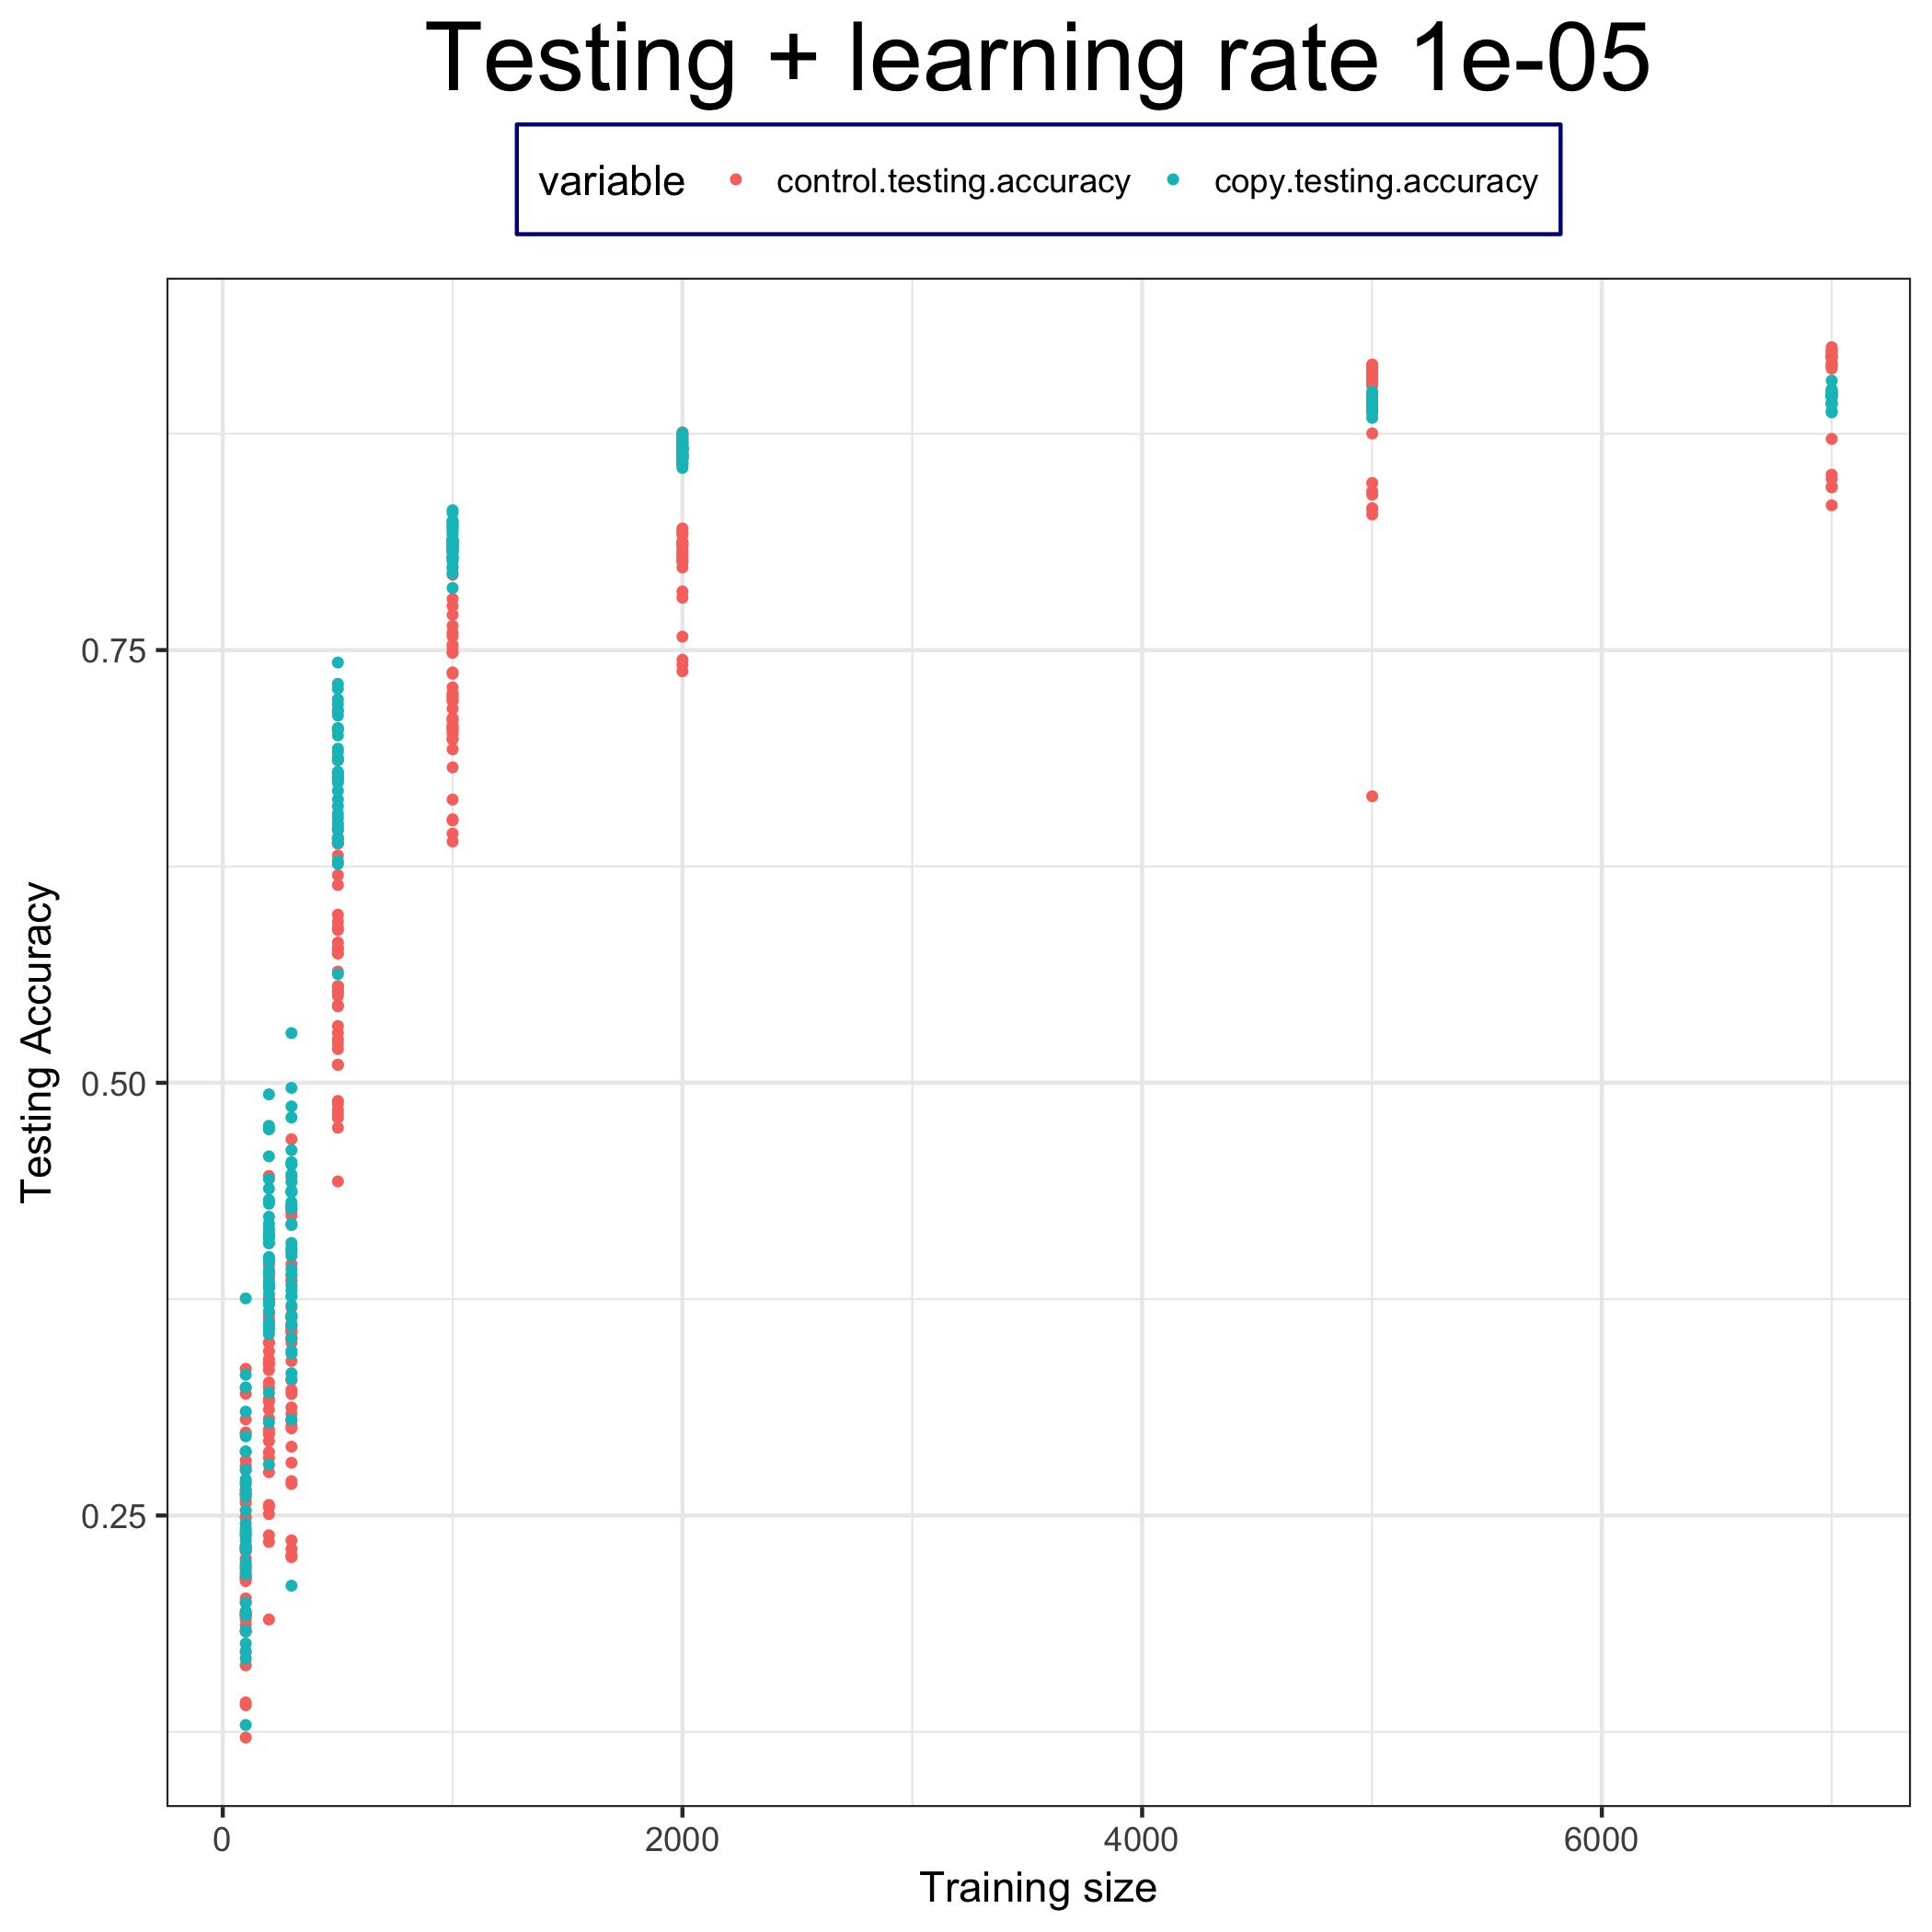 Testing + learning rate 1e-05
variable control.testing.accuracy copy.testing.accuracy
Testing Accuracy
0.75
0.50
0.25
0 2000 4000 6000
Training size